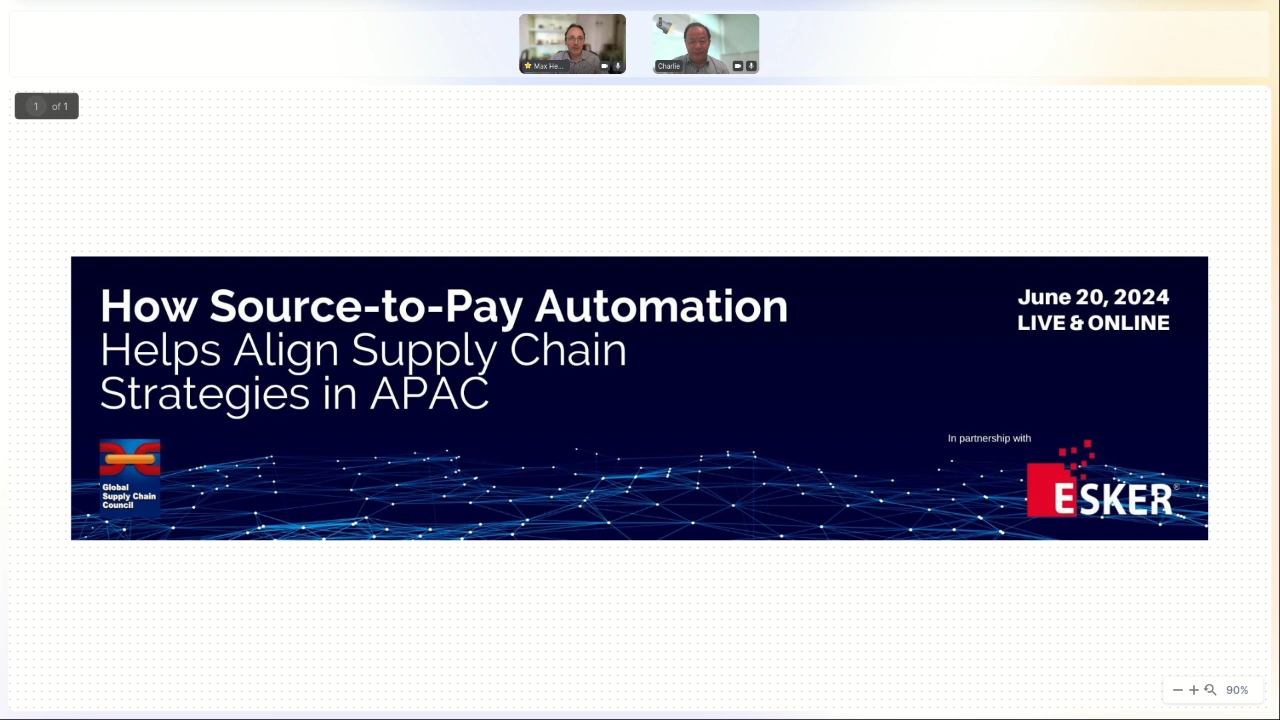 Max He...
Charlie
1 of 1
How Source-to-Pay Automation
Helps Align Supply Chain
Strategies in APAC
June 20, 2024
LIVE & ONLINE
Global
Supply Chain
Council
In partnership with
ESKER®
90%